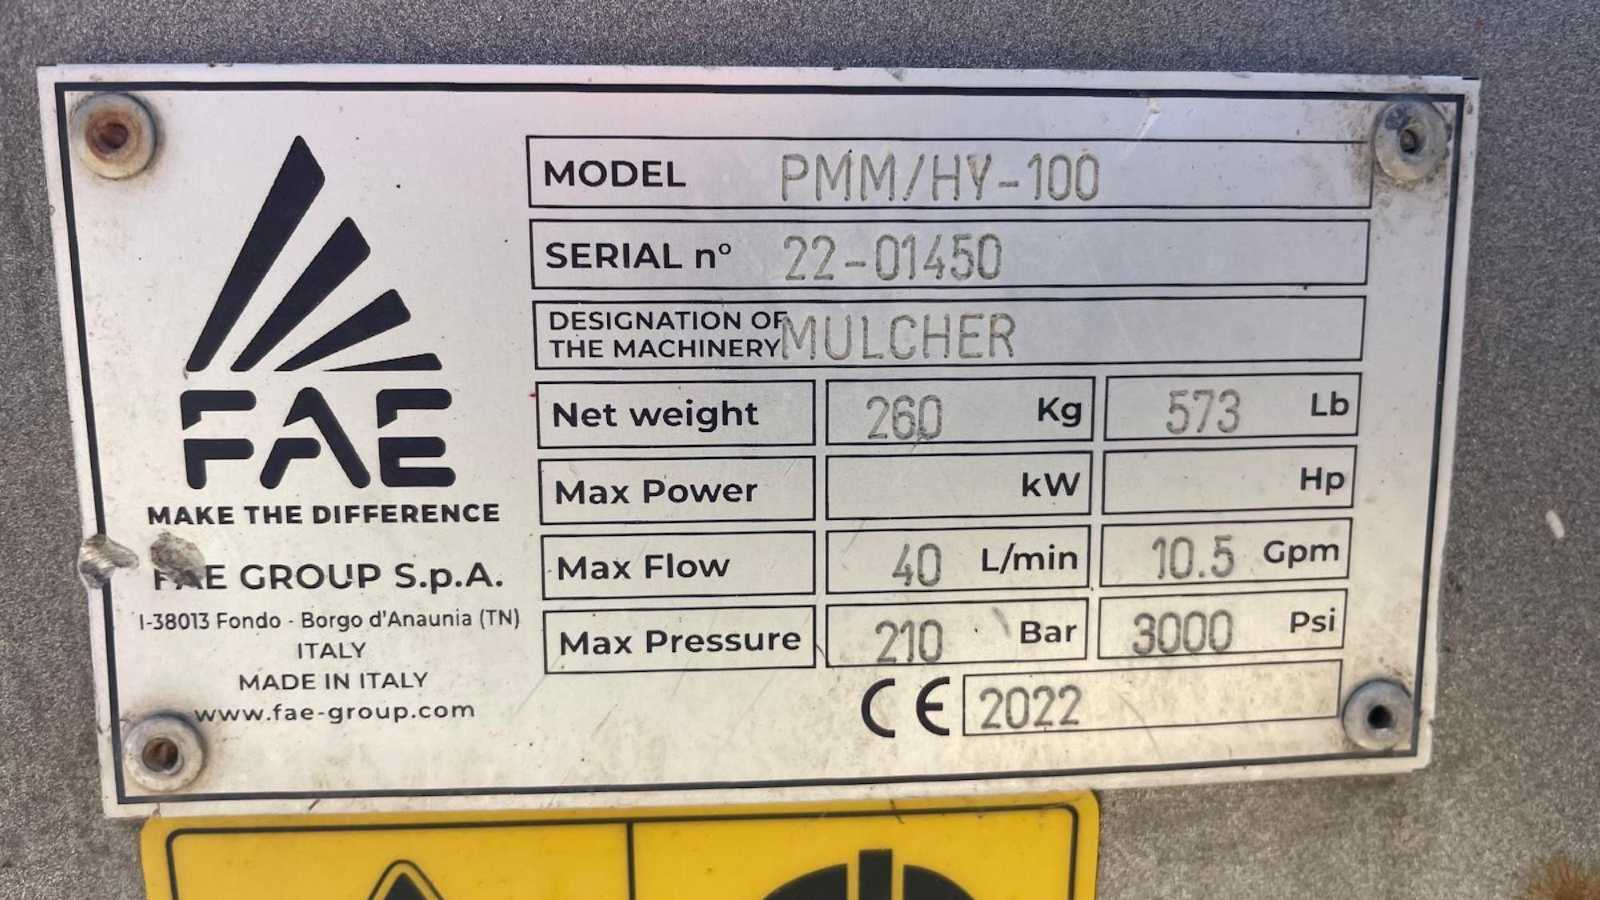 FAE
MAKE THE DIFFERENCE
FAE GROUP S.p.A.
I-38013 Fondo - Borgo d'Anaunia (TN)
ITALY
MADE IN ITALY
www.fae-group.com
MODEL PMM/HY-100
SERIAL n° 22-01450
DESIGNATION OF
THE MACHINERY MULCHER
Net weight 260 Kg 573 Lb
Max Power kW Hp
Max Flow 40 L/min 10.5 Gpm
Max Pressure 210 Bar 3000 Psi
CE 2022